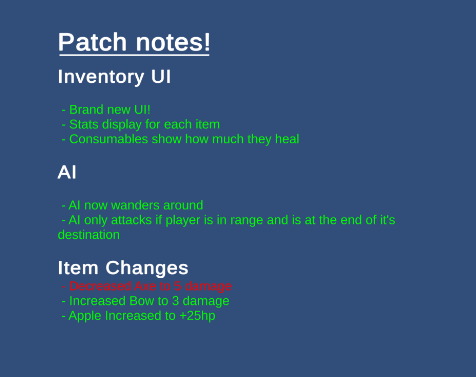 Patch notes!
Inventory UI
- Brand new UI!
- Stats display for each item
- Consumables show how much they heal
AI
- AI now wanders around
- AI only attacks if player is in range and is at the end of it's
destination
Item Changes
- Decreased Axe to 5 damage
- Increased Bow to 3 damage
- Apple Increased to +25hp